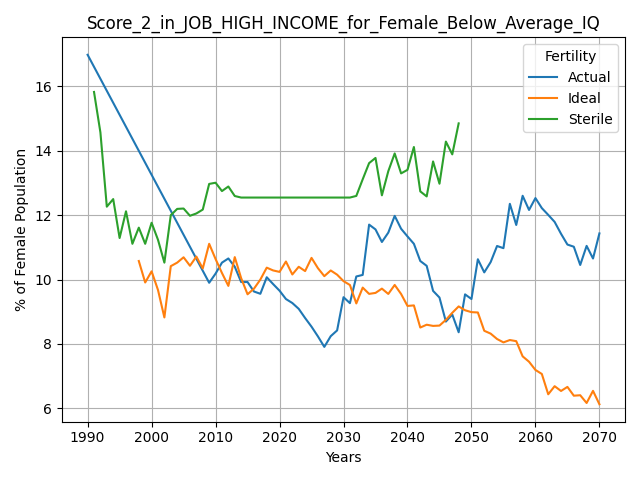 Score_2_in_JOB_HIGH_INCOME_for_Female_Below_Average_IQ
Fertility
Actual
Ideal
Sterile
% of Female Population
16
14
12
10
8
6
1990 2000 2010 2020 2030 2040 2050 2060 2070
Years